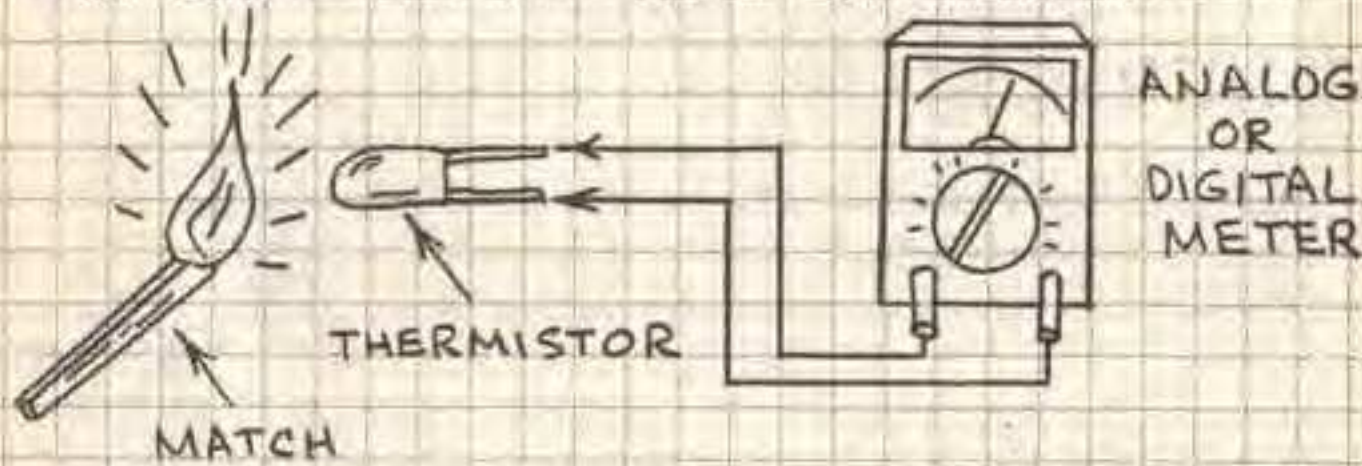 ANALOG
OR
DIGITAL
METER
THERMISTOR
MATCH